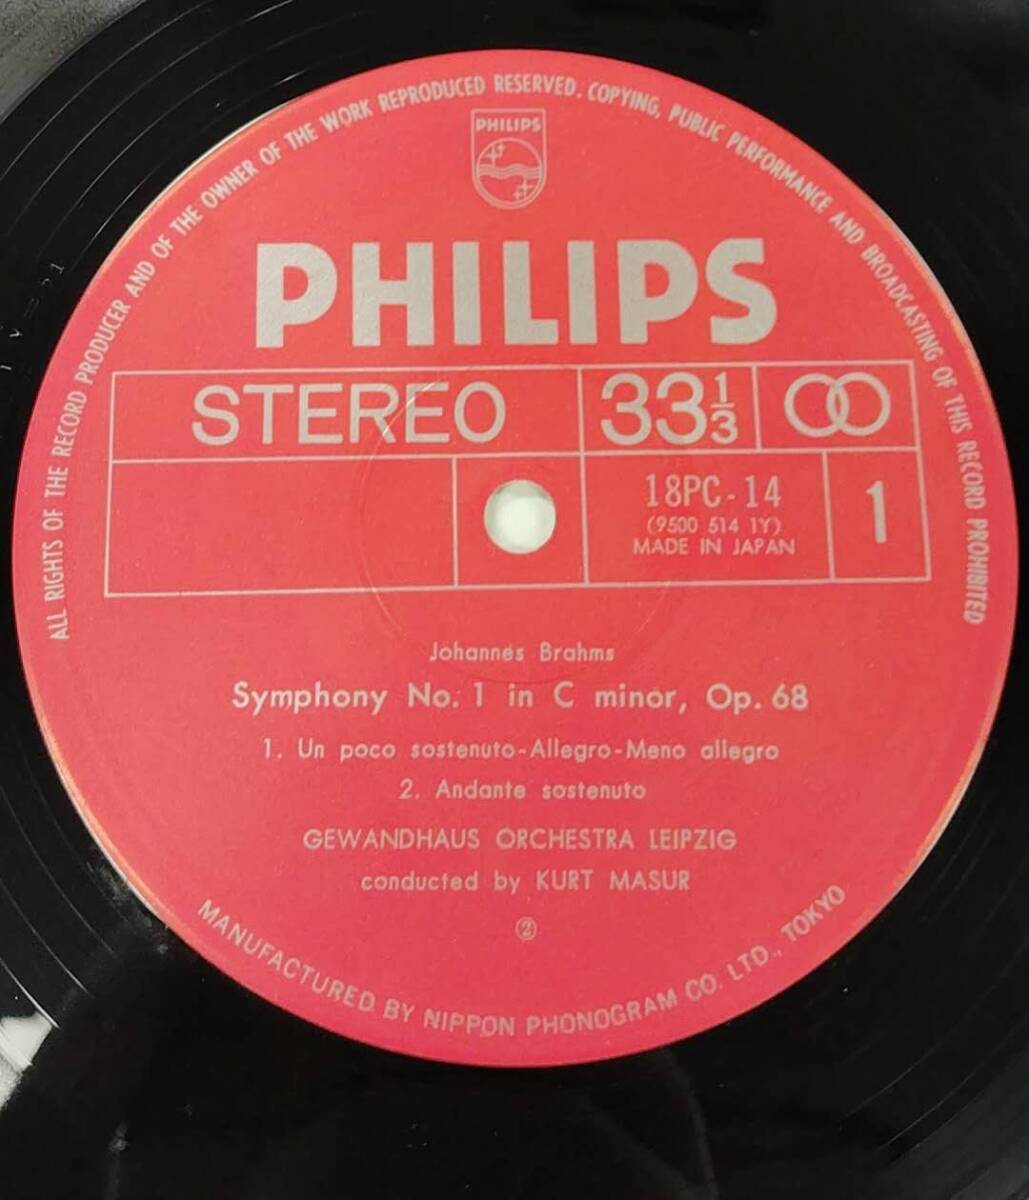 ALL RIGHTS OF THE RECORD PRODUCER AND OF THE OWNER OF THE WORK REPRODUCED RESERVED. COPYING, PUBLIC PERFORMANCE AND BROADCASTING OF THIS RECORD PROHIBITED
PHILIPS
PHILIPS
STEREO 33⅓
18PC-14
(9500 514 1Y)
MADE IN JAPAN
1
Johannes Brahms
Symphony No. 1 in C minor, Op. 68
1. Un poco sostenuto-Allegro-Meno allegro
2. Andante sostenuto
GEWANDHAUS ORCHESTRA LEIPZIG
conducted by KURT MASUR
②
MANUFACTURED BY NIPPON PHONOGRAM CO. LTD., TOKYO